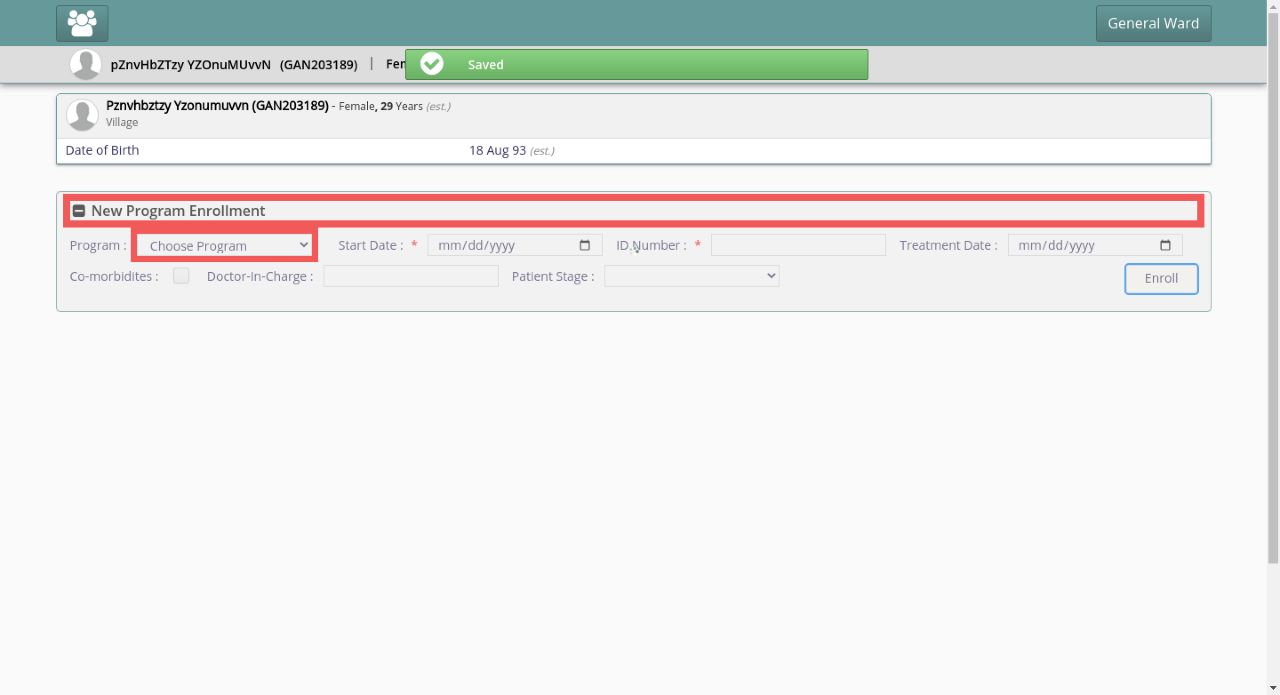 General Ward
pZnvHbZTzy YZOnuMUvvN (GAN203189) | Fer
Saved
Pznvhbztzy Yzonumuvvn (GAN203189) - Female, 29 Years (est.)
Village
Date of Birth 18 Aug 93 (est.)
New Program Enrollment
Program : Choose Program Start Date : * mm/dd/yyyy ID Number : * Treatment Date : mm/dd/yyyy
Co-morbidites : Doctor-In-Charge : Patient Stage : Enroll